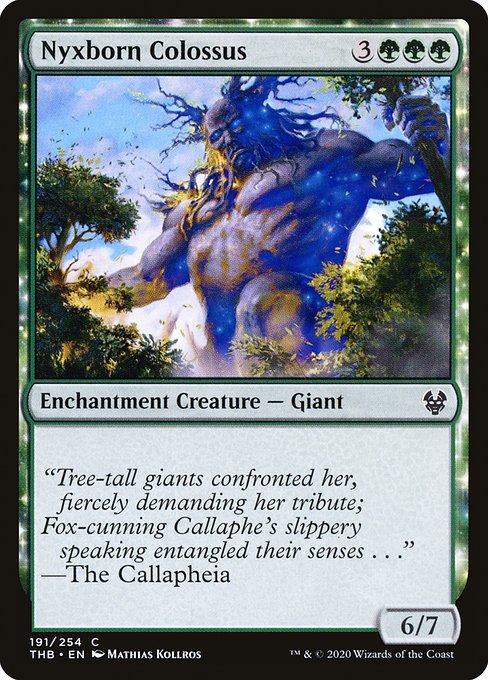 Nyxborn Colossus 3
Enchantment Creature — Giant
“Tree-tall giants confronted her,
fiercely demanding her tribute;
Fox-cunning Callaphe’s slippery
speaking entangled their senses . . .”
—The Callapheia
6/7
191/254 C
THB • EN Mathias Kollros
™ & © 2020 Wizards of the Coast